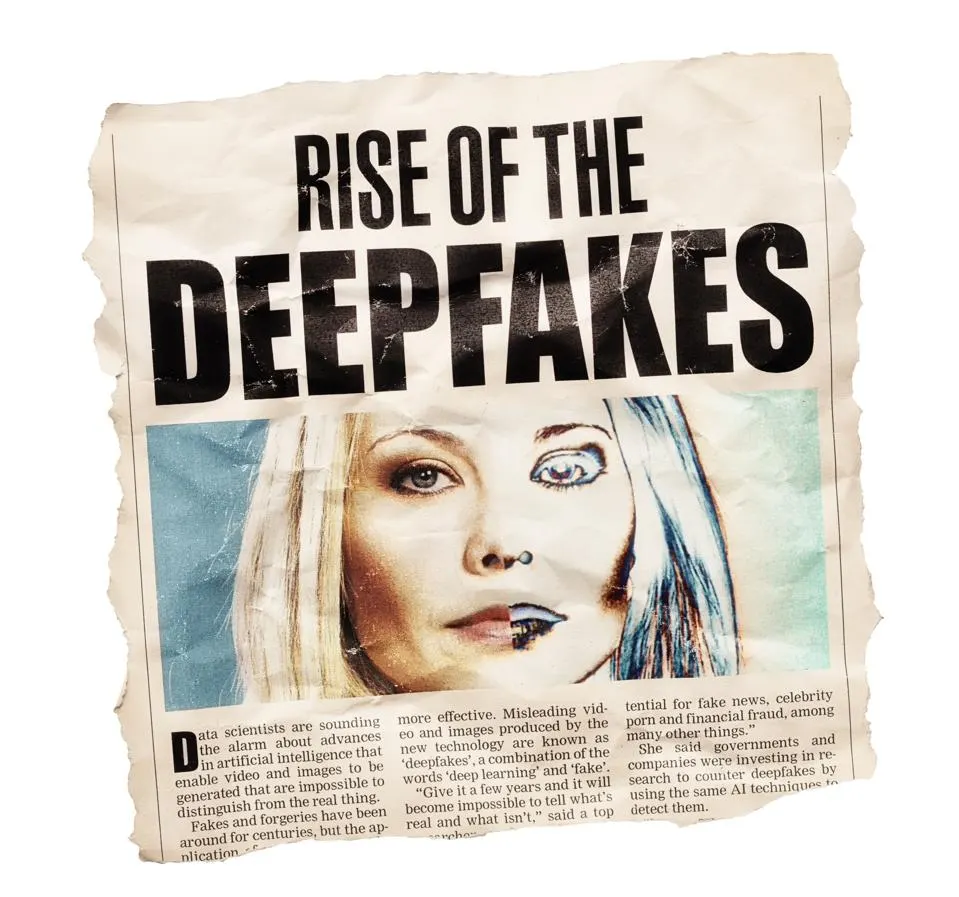 RISE OF THE
DEEPFAKES
Data scientists are sounding
the alarm about advances
in artificial intelligence that
enable video and images to be
generated that are impossible to
distinguish from the real thing.
Fakes and forgeries have been
around for centuries, but the ap-
plication
more effective. Misleading vid-
eo and images produced by the
new technology are known as
‘deepfakes’, a combination of the
words ‘deep learning’ and ‘fake’.
“Give it a few years and it will
become impossible to tell what’s
real and what isn’t,” said a top
tential for fake news, celebrity
porn and financial fraud, among
many other things.”
She said governments and
companies were investing in re-
search to counter deepfakes by
using the same AI techniques to
detect them.